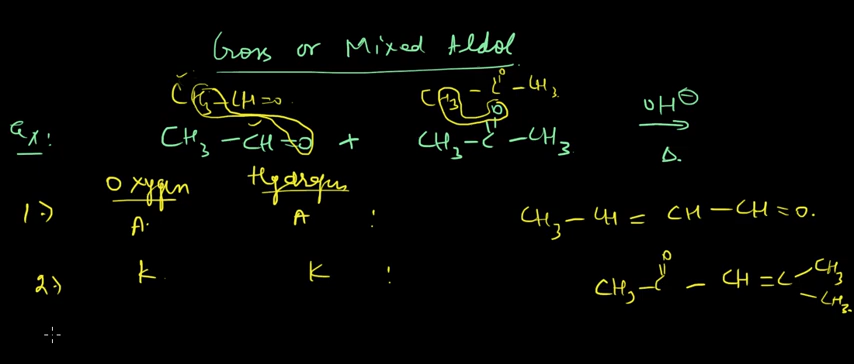 Cross or Mixed Aldol
CH3-CH=O CH3-C-CH3
O
Ex: CH3-CH=O + CH3-C-CH3 OH⊖
O Δ.
Oxygen Hydrogen
1.) A A : CH3-CH=CH-CH=O.
2.) K K : CH3-C-CH=C-CH3
O -CH3.